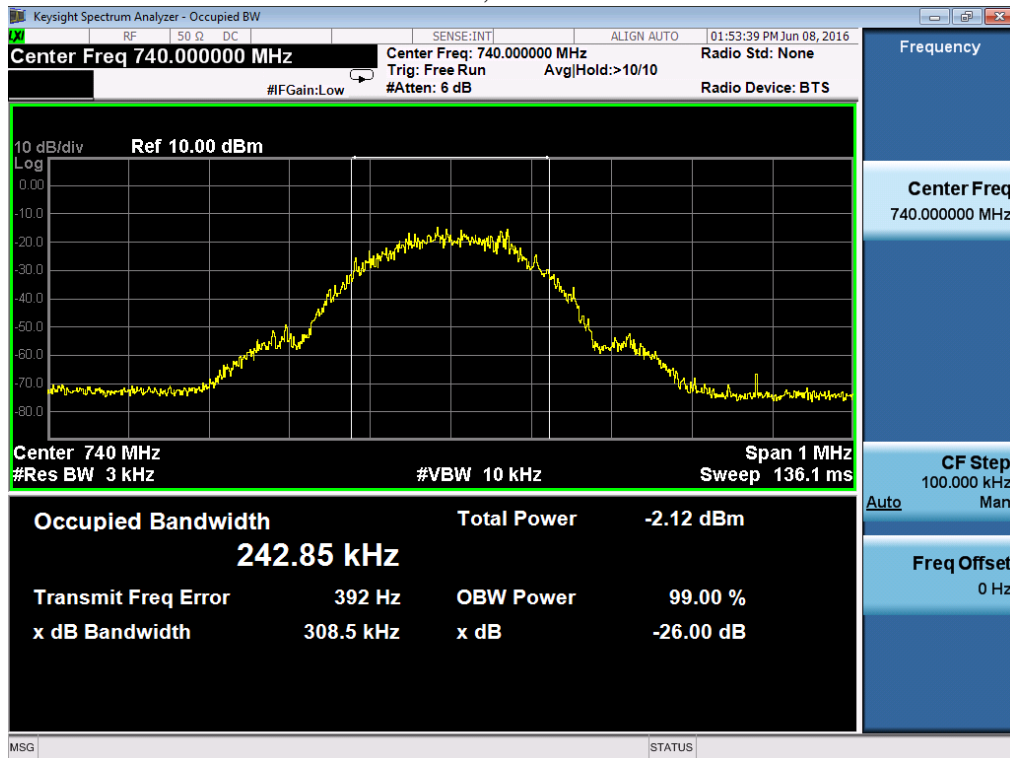 Keysight Spectrum Analyzer - Occupied BW
LXI RF 50 Ω DC SENSE:INT ALIGN AUTO 01:53:39 PM Jun 08, 2016
Center Freq 740.000000 MHz
Center Freq: 740.000000 MHz Radio Std: None
Trig: Free Run Avg|Hold:>10/10
#IFGain:Low #Atten: 6 dB Radio Device: BTS
10 dB/div Ref 10.00 dBm
Log
0.00
-10.0
-20.0
-30.0
-40.0
-50.0
-60.0
-70.0
-80.0
Center 740 MHz Span 1 MHz
#Res BW 3 kHz #VBW 10 kHz Sweep 136.1 ms
Occupied Bandwidth Total Power -2.12 dBm
242.85 kHz
Transmit Freq Error 392 Hz OBW Power 99.00 %
x dB Bandwidth 308.5 kHz x dB -26.00 dB
MSG STATUS
Frequency
Center Freq
740.000000 MHz
CF Step
100.000 kHz
Auto Man
Freq Offset
0 Hz